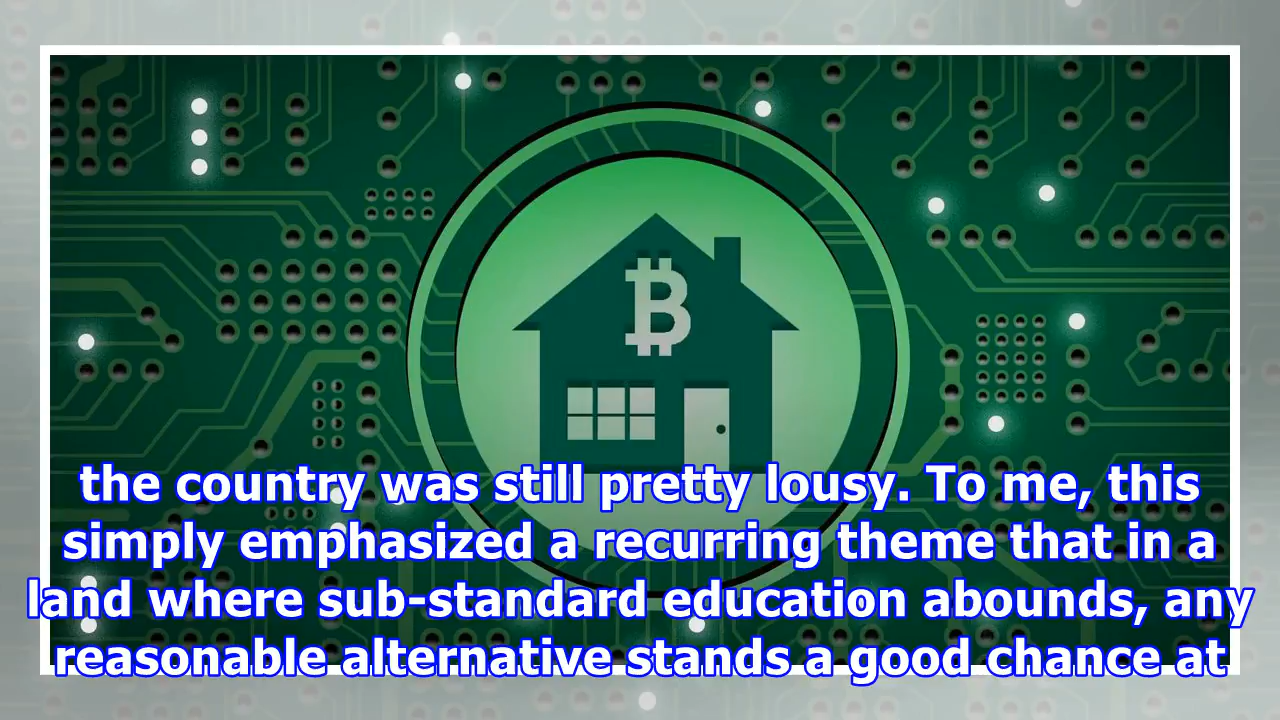 the country was still pretty lousy. To me, this
simply emphasized a recurring theme that in a
land where sub-standard education abounds, any
reasonable alternative stands a good chance at